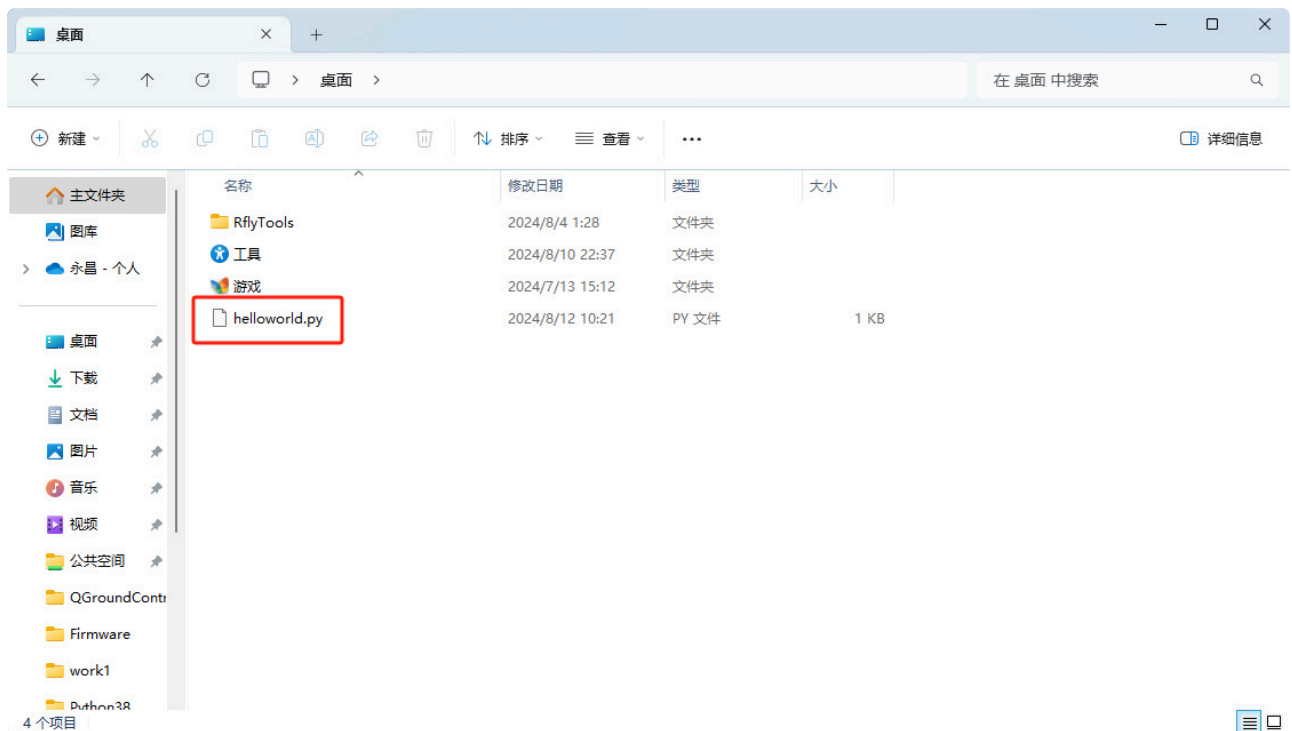 桌面
桌面
在 桌面 中搜索
新建
排序
查看
详细信息
主文件夹
图库
永昌 - 个人
桌面
下载
文档
图片
音乐
视频
公共空间
QGroundContr
Firmware
work1
Python38
名称 修改日期 类型 大小
RflyTools 2024/8/4 1:28 文件夹
工具 2024/8/10 22:37 文件夹
游戏 2024/7/13 15:12 文件夹
helloworld.py 2024/8/12 10:21 PY 文件 1 KB
4 个项目